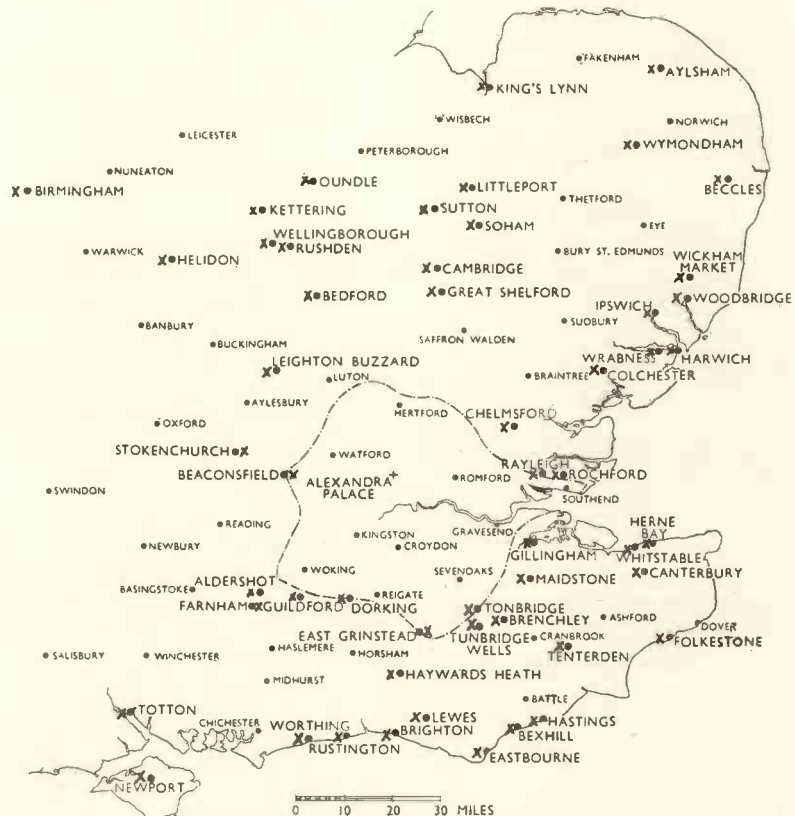 FAKENHAM
AYLSHAM
KING'S LYNN
WISBECH
NORWICH
LEICESTER
PETERBOROUGH
WYMONDHAM
NUNEATON
BIRMINGHAM
OUNDLE
LITTLEPORT
BECCLES
THETFORD
KETTERING
SUTTON
SOHAM
EYE
WELLINGBOROUGH
RUSHDEN
WARWICK
HELIDON
BURY ST. EDMUNDS
WICKHAM
MARKET
CAMBRIDGE
BEDFORD
GREAT SHELFORD
WOODBRIDGE
IPSWICH
SUDBURY
BANBURY
SAFFRON WALDEN
BUCKINGHAM
WRABNESS
HARWICH
LEIGHTON BUZZARD
LUTON
BRAINTREE
COLCHESTER
AYLESBURY
HERTFORD
CHELMSFORD
OXFORD
STOKENCHURCH
WATFORD
BEACONSFIELD
ALEXANDRA
PALACE
ROMFORD
RAYLEIGH
ROCHFORD
SWINDON
SOUTHEND
READING
GRAVESEND
KINGSTON
HERNE
BAY
NEWBURY
CROYDON
GILLINGHAM
WHITSTABLE
WOKING
SEVENOAKS
MAIDSTONE
CANTERBURY
ALDERSHOT
BASINGSTOKE
REIGATE
FARNHAM
GUILDFORD
DORKING
TONBRIDGE
BRENCHLEY
ASHFORD
DOVER
EAST GRINSTEAD
TUNBRIDGE
WELLS
CRANBROOK
FOLKESTONE
TENTERDEN
SALISBURY
WINCHESTER
HASLEMERE
HORSHAM
HAYWARDS HEATH
MIDHURST
BATTLE
TOTTON
CHICHESTER
WORTHING
RUSTINGTON
LEWES
BRIGHTON
HASTINGS
BEXHILL
EASTBOURNE
NEWPORT
0 10 20 30 MILES